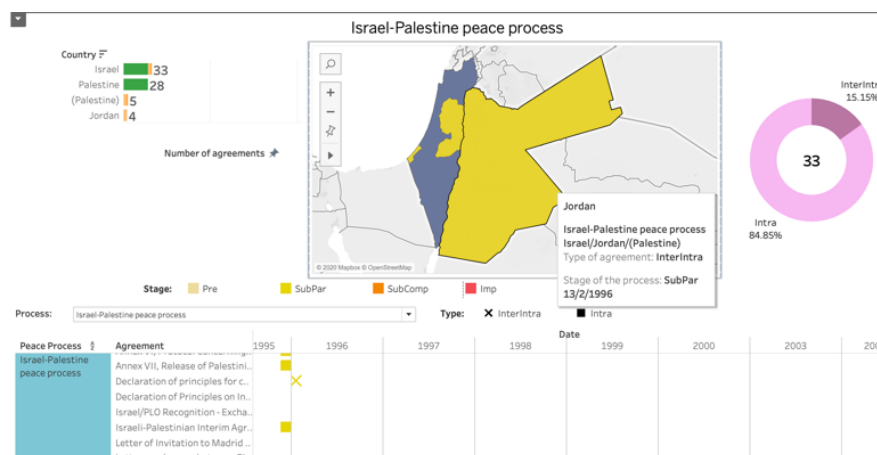 Israel-Palestine peace process
Country
Israel 33
Palestine 28
(Palestine) 5
Jordan 4
Number of agreements
© 2020 Mapbox © OpenStreetMap
Jordan
Israel-Palestine peace process
Israel/Jordan/(Palestine)
Type of agreement: InterIntra
Stage of the process: SubPar
13/2/1996
InterIntr
15.15%
33
Intra
84.85%
Stage: Pre SubPar SubComp Imp
Process: Israel-Palestine peace process Type: InterIntra Intra
Date
Peace Process Agreement 1995 1996 1997 1998 1999 2000 2003 200
Israel-Palestine
peace process
Annex VII, Release of Palestini..
Declaration of principles for c..
Declaration of Principles on In..
Israel/PLO Recognition - Excha..
Israeli-Palestinian Interim Agr..
Letter of Invitation to Madrid ..